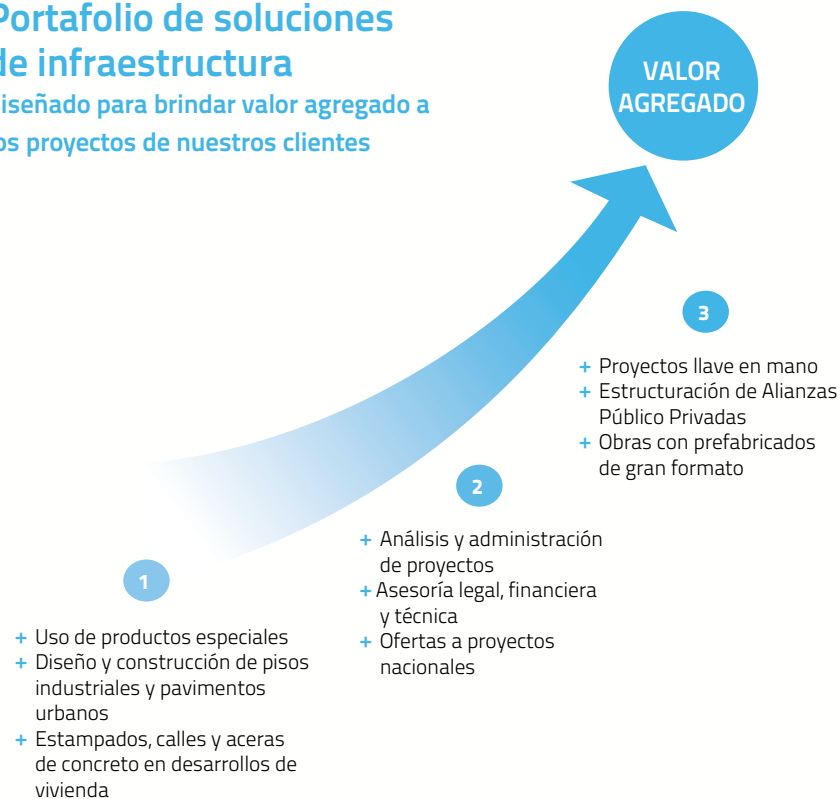 Portafolio de soluciones
de infraestructura
diseñado para brindar valor agregado a
los proyectos de nuestros clientes
VALOR
AGREGADO
3
+ Proyectos llave en mano
+ Estructuración de Alianzas
Público Privadas
+ Obras con prefabricados
de gran formato
2
+ Análisis y administración
de proyectos
+ Asesoría legal, financiera
y técnica
+ Ofertas a proyectos
nacionales
1
+ Uso de productos especiales
+ Diseño y construcción de pisos
industriales y pavimentos
urbanos
+ Estampados, calles y aceras
de concreto en desarrollos de
vivienda